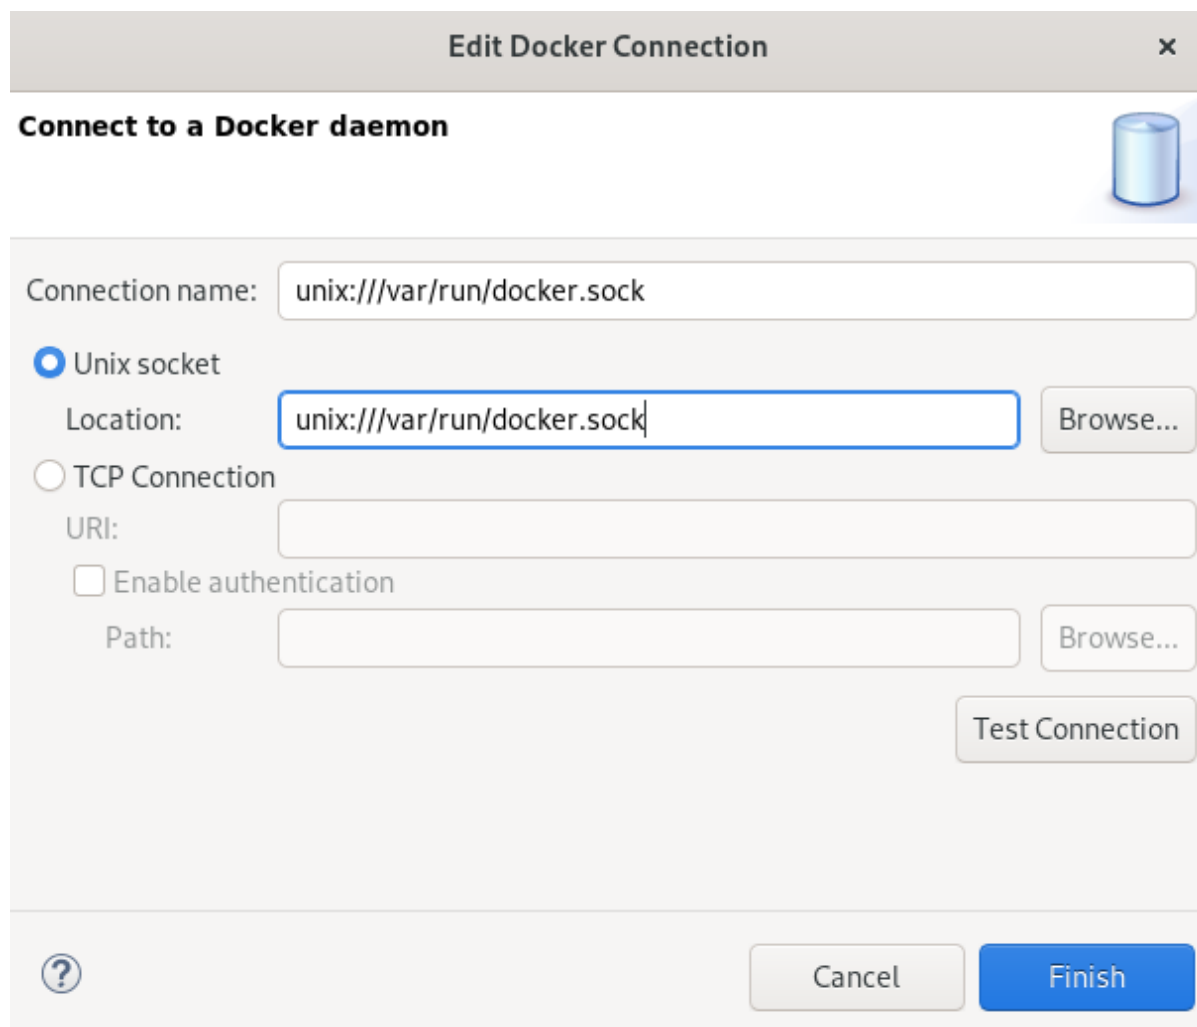 Edit Docker Connection ×
Connect to a Docker daemon
Connection name: unix:///var/run/docker.sock
Unix socket
Location: unix:///var/run/docker.sock Browse...
TCP Connection
URI:
Enable authentication
Path: Browse...
Test Connection
? Cancel Finish